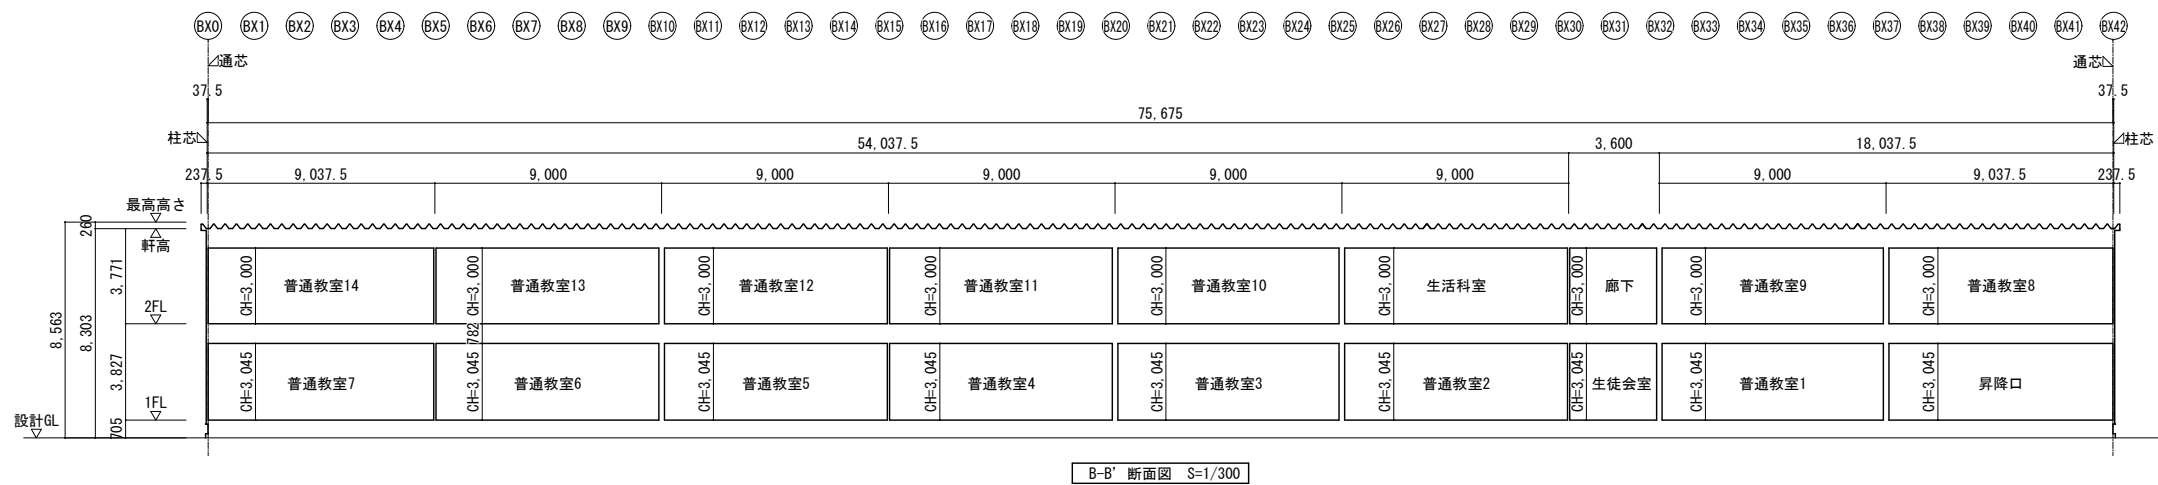 BX0 BX1 BX2 BX3 BX4 BX5 BX6 BX7 BX8 BX9 BX10 BX11 BX12 BX13 BX14 BX15 BX16 BX17 BX18 BX19 BX20 BX21 BX22 BX23 BX24 BX25 BX26 BX27 BX28 BX29 BX30 BX31 BX32 BX33 BX34 BX35 BX36 BX37 BX38 BX39 BX40 BX41 BX42
通芯 通芯
37.5 37.5
75,675
柱芯 54,037.5 3,600 18,037.5 柱芯
237.5 9,037.5 9,000 9,000 9,000 9,000 9,000 9,000 9,037.5 237.5
最高高さ
260
軒高
3,771
CH=3,000 普通教室14 CH=3,000 普通教室13 CH=3,000 普通教室12 CH=3,000 普通教室11 CH=3,000 普通教室10 CH=3,000 生活科室 CH=3,000 廊下 CH=3,000 普通教室9 CH=3,000 普通教室8
2FL
8,563
8,303
782
3,827
CH=3,045 普通教室7 CH=3,045 普通教室6 CH=3,045 普通教室5 CH=3,045 普通教室4 CH=3,045 普通教室3 CH=3,045 普通教室2 CH=3,045 生徒会室 CH=3,045 普通教室1 CH=3,045 昇降口
1FL
設計GL
705
B-B' 断面図 S=1/300